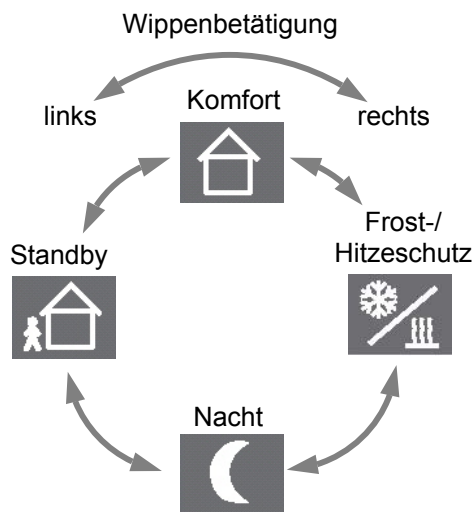 Wippenbetätigung
links
Komfort
rechts
Standby
Frost-/
Hitzeschutz
Nacht